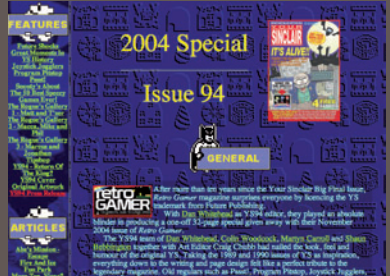 FEATURES
Future Shocks
Great Moments In
YS History
Joystick Jugglers
Program Pitstop
Pssst!
Snouty's About
The 10 Best Speccy
Games Ever!
The Rogue's Gallery
1 - Matt and T'zer
The Rogue's Gallery
2 - Macca, Mike and
Phil
The Rogue's Gallery
3 - Marcus and
Jonathan
Tipshop
YS94 - Return Of
The King?
YS94 Cover
Original Artwork
YS94 Press Release
ARTICLES
Abe's Mission :
Escape
Fire And Ice
Fun Park
2004 Special
Issue 94
SINCLAIR
IT'S ALIVE!
4 FREE
GENERAL
retro
GAMER
After more than ten years since the Your Sinclair Big Final Issue,
Retro Gamer magazine surprises everyone by licencing the YS
trademark from Future Publishing.
With Dan Whitehead as YS94 editor, they played an absolute
blinder in producing a one-off 32-page special given away with their November
2004 issue of Retro Gamer.
The YS94 team of Dan Whitehead, Colin Woodcock, Martyn Carroll and Shaun
Bebbington together with Art Editor Craig Chubb had nailed the look, feel and
humour of the original YS. Taking the 1989 and 1990 issues of YS as inspiration,
everything down to the writing and page design felt like a perfect tribute to the
legendary magazine. Old regulars such as Pssst!, Program Pitstop, Joystick Jugglers,